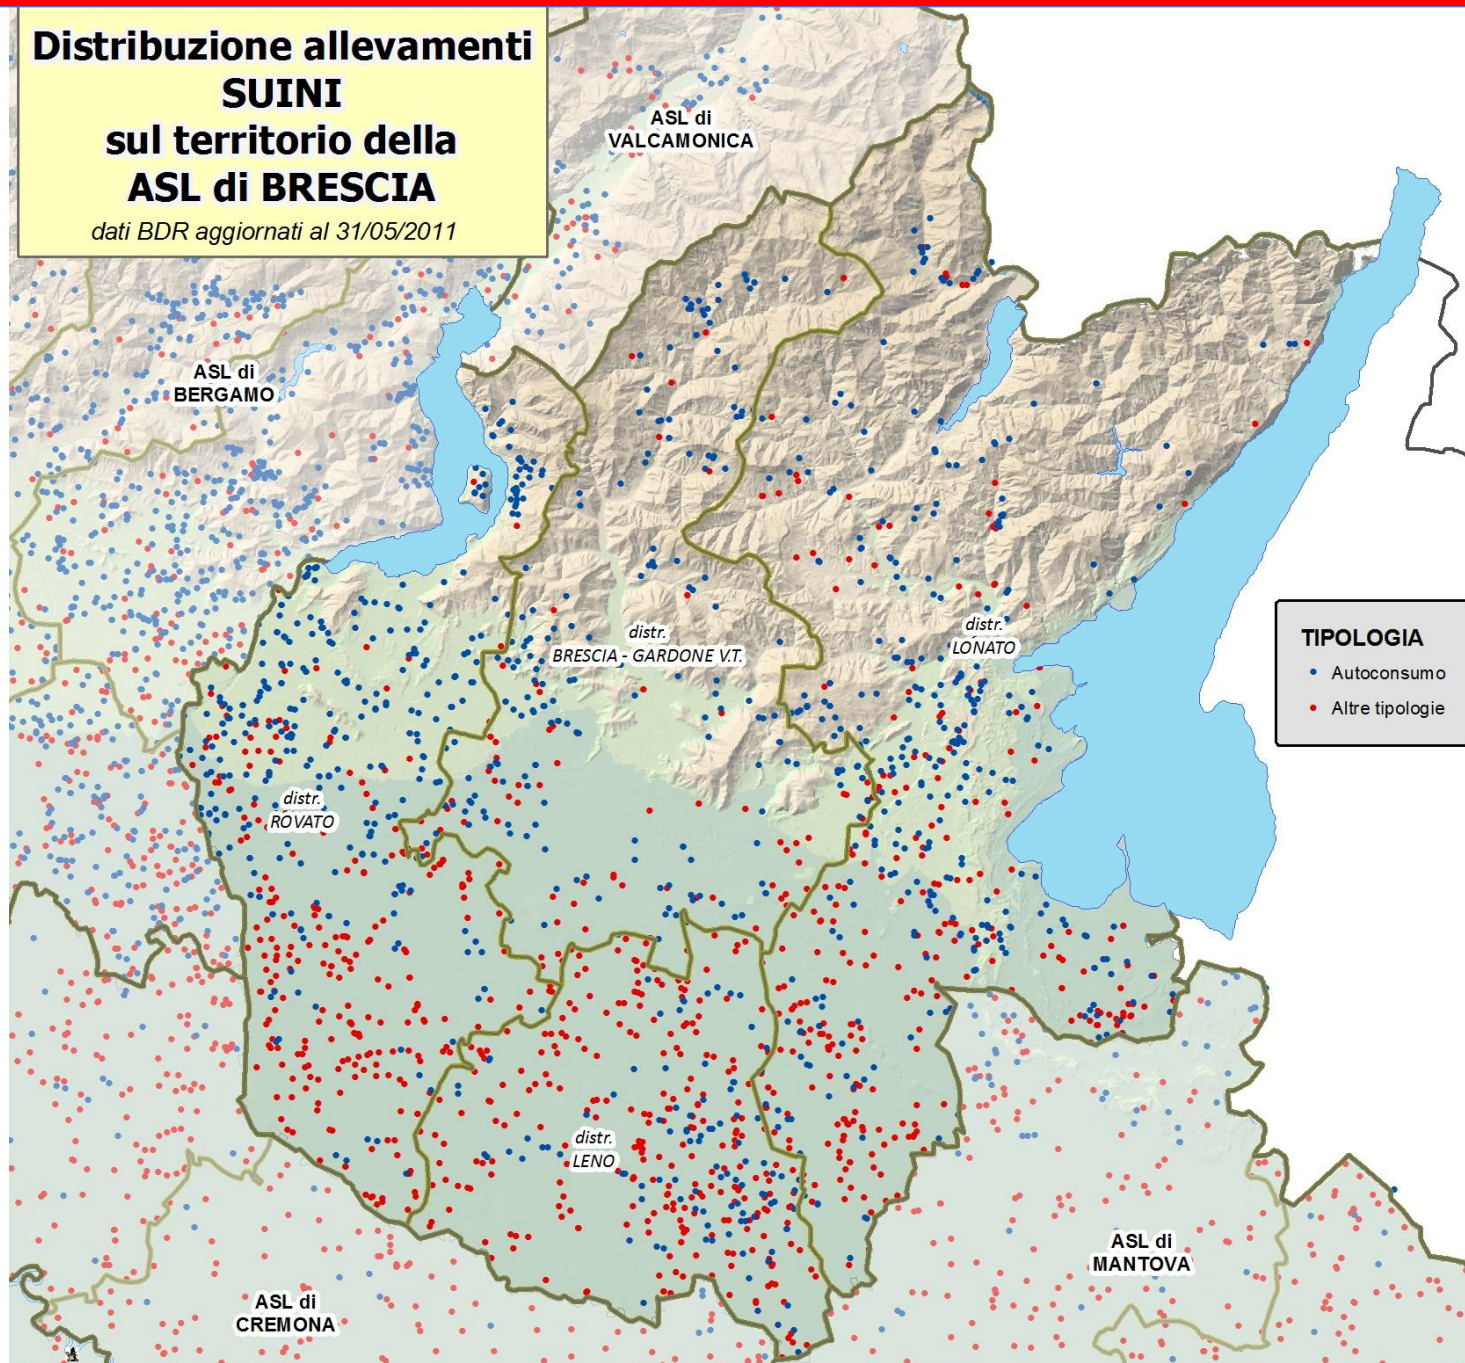 Distribuzione allevamenti
SUINI
sul territorio della
ASL di BRESCIA
dati BDR aggiornati al 31/05/2011
ASL di
VALCAMONICA
ASL di
BERGAMO
distr.
BRESCIA - GARDONE V.T.
distr.
LONATO
TIPOLOGIA
Autoconsumo
Altre tipologie
distr.
ROVATO
distr.
LENO
ASL di
MANTOVA
ASL di
CREMONA